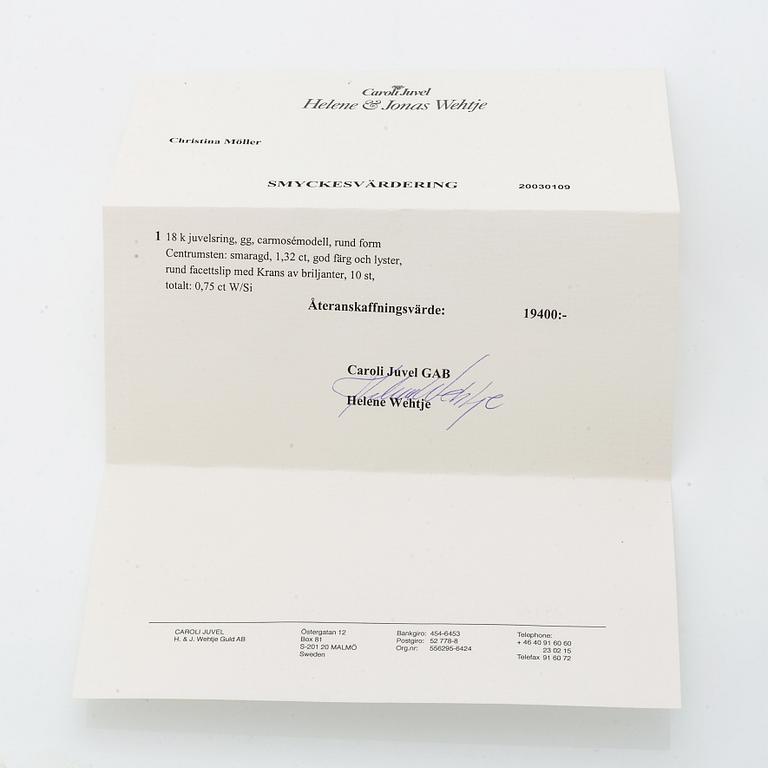 Caroli Juvel
Helene & Jonas Wehtje
Christina Möller
SMYCKESVÄRDERING 20030109
1 18 k juvelsring, gg, carmosémodell, rund form
Centrumsten: smaragd, 1,32 ct, god färg och lyster,
rund facettslip med Krans av briljanter, 10 st,
totalt: 0,75 ct W/Si
Återanskaffningsvärde: 19400:-
Caroli Juvel GAB
Helene Wehtje
Helene Wehtje
CAROLI JUVEL
H. & J. Wehtje Guld AB
Östergatan 12
Box 81
S-201 20 MALMÖ
Sweden
Bankgiro: 454-6453
Postgiro: 52 778-8
Org.nr: 556295-6424
Telephone:
+ 46 40 91 60 60
23 02 15
Telefax 91 60 72